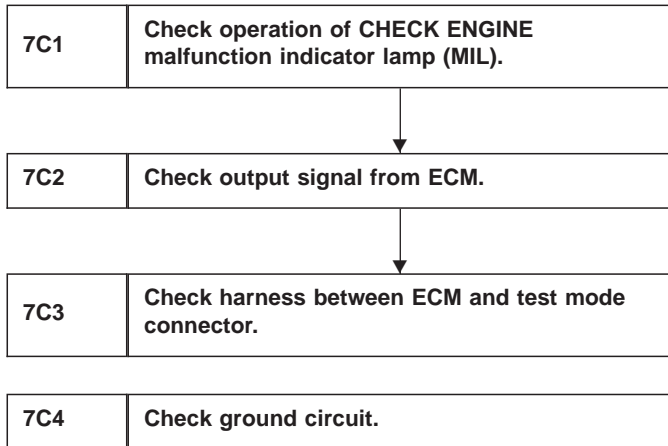 7C1
Check operation of CHECK ENGINE
malfunction indicator lamp (MIL).
7C2
Check output signal from ECM.
7C3
Check harness between ECM and test mode
connector.
7C4
Check ground circuit.